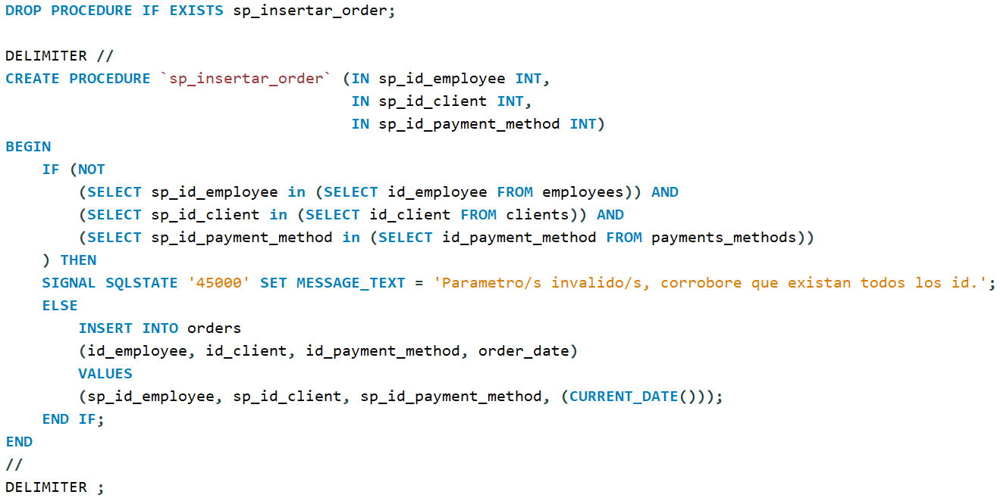 DROP PROCEDURE IF EXISTS sp_insertar_order;
DELIMITER //
CREATE PROCEDURE `sp_insertar_order` (IN sp_id_employee INT,
IN sp_id_client INT,
IN sp_id_payment_method INT)
BEGIN
IF (NOT
(SELECT sp_id_employee in (SELECT id_employee FROM employees)) AND
(SELECT sp_id_client in (SELECT id_client FROM clients)) AND
(SELECT sp_id_payment_method in (SELECT id_payment_method FROM payments_methods))
) THEN
SIGNAL SQLSTATE '45000' SET MESSAGE_TEXT = 'Parametro/s invalido/s, corrobore que existan todos los id.';
ELSE
INSERT INTO orders
(id_employee, id_client, id_payment_method, order_date)
VALUES
(sp_id_employee, sp_id_client, sp_id_payment_method, (CURRENT_DATE()));
END IF;
END
//
DELIMITER ;